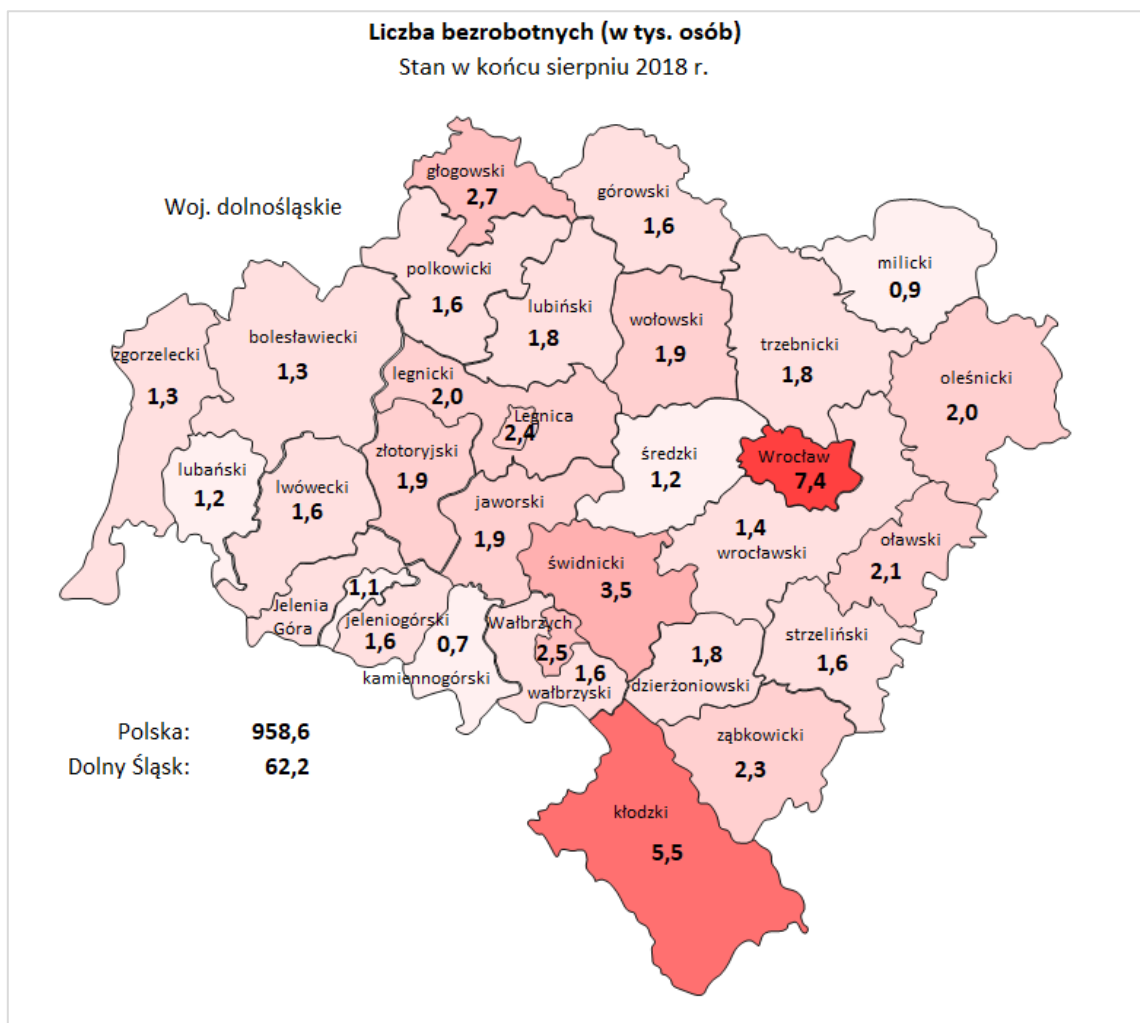 Liczba bezrobotnych (w tys. osób)
Stan w końcu sierpniu 2018 r.
Woj. dolnośląskie
głogowski
2,7
górowski
1,6
milicki
0,9
polkowicki
1,6
lubiński
1,8
wołowski
1,9
trzebnicki
1,8
oleśnicki
2,0
zgorzelecki
1,3
bolesławiecki
1,3
legnicki
2,0
Legnica
2,4
złotoryjski
1,9
średzki
1,2
Wrocław
7,4
lubański
1,2
lwówecki
1,6
jaworski
1,9
1,4
wrocławski
oławski
2,1
świdnicki
3,5
1,1
Jelenia
Góra
jeleniogórski
1,6
0,7
kamiennogórski
Wałbrzych
2,5
1,6
wałbrzyski
1,8
dzierżoniowski
strzeliński
1,6
ząbkowicki
2,3
kłodzki
5,5
Polska: 958,6
Dolny Śląsk: 62,2